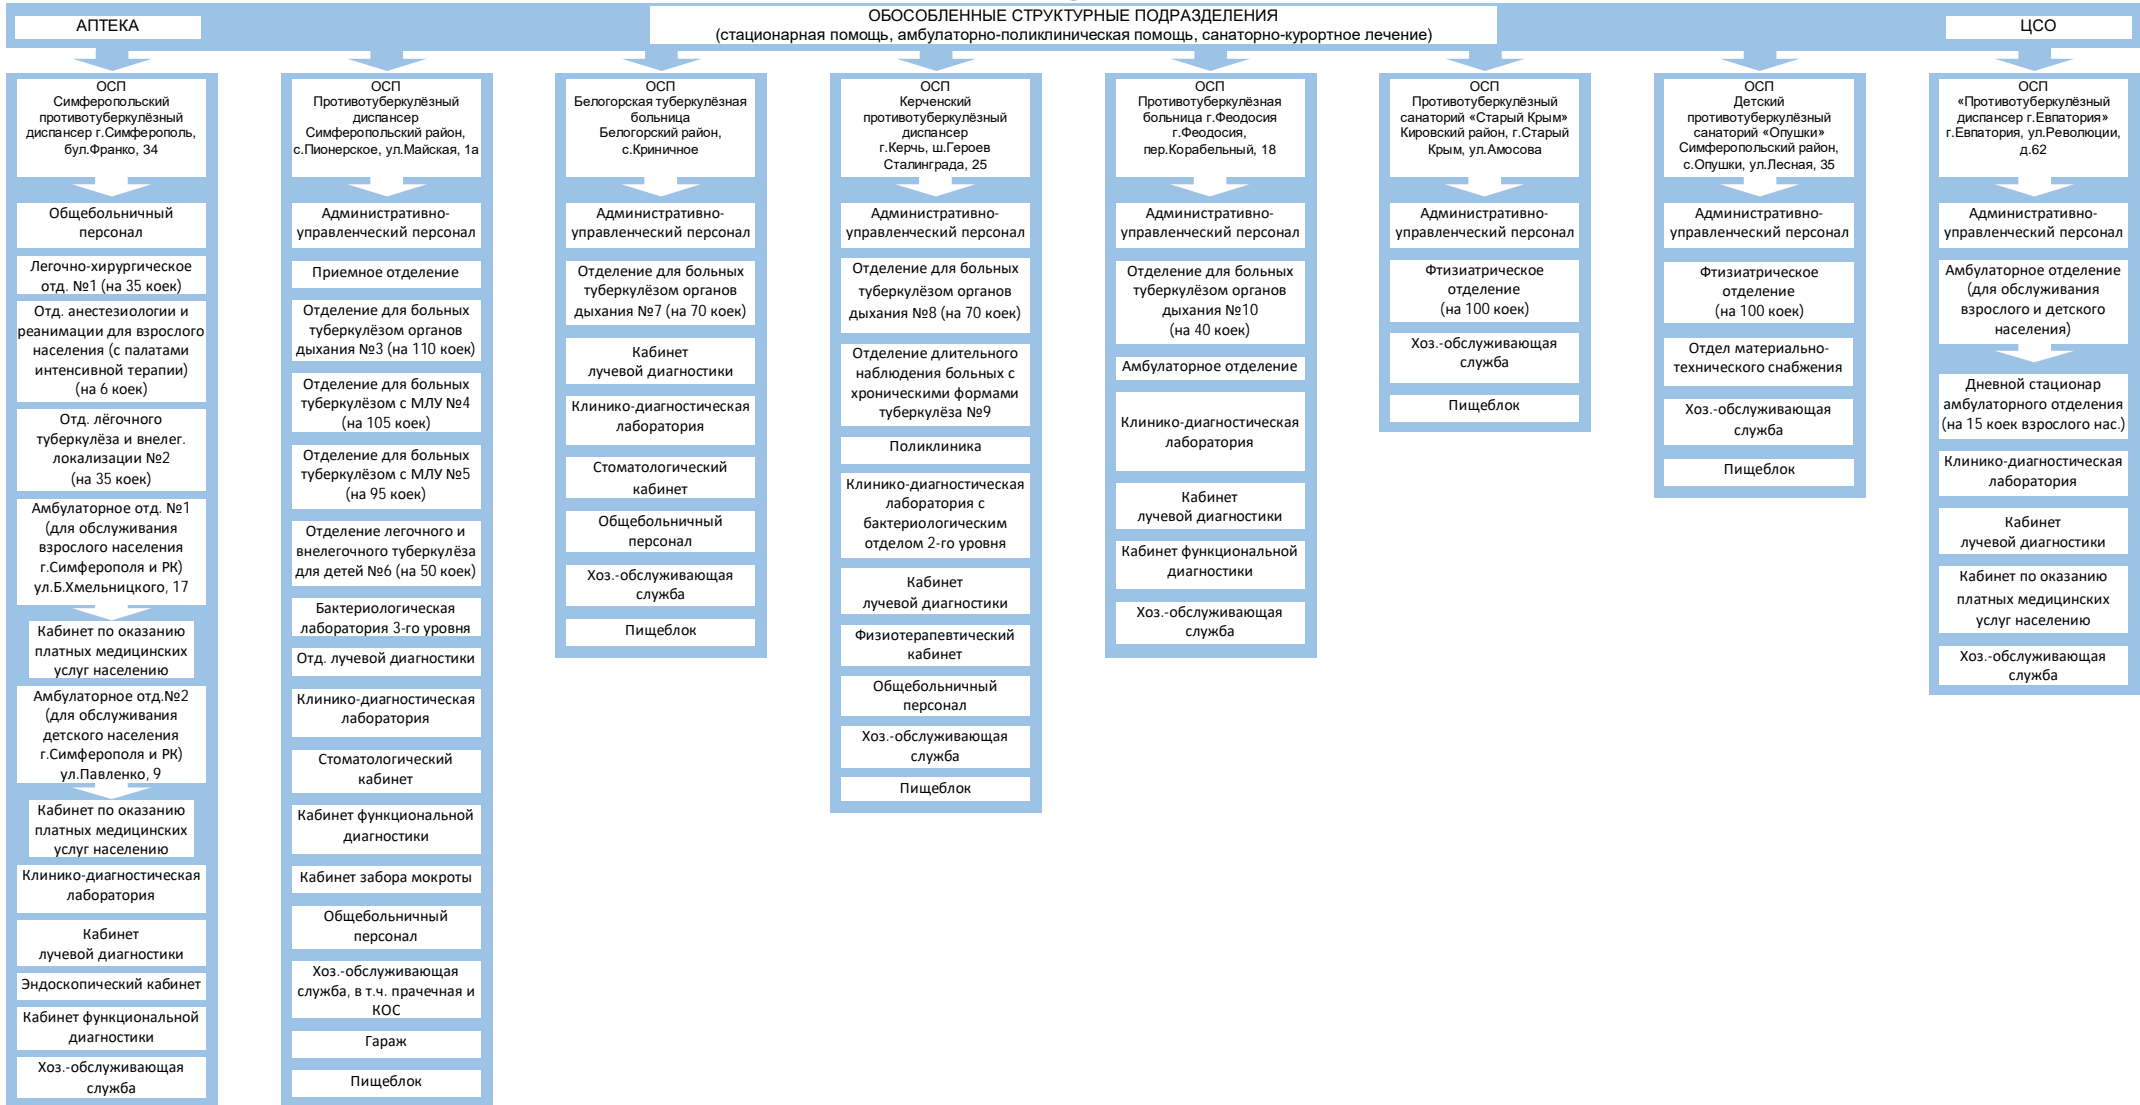 АПТЕКА
ОБОСОБЛЕННЫЕ СТРУКТУРНЫЕ ПОДРАЗДЕЛЕНИЯ
(стационарная помощь, амбулаторно-поликлиническая помощь, санаторно-курортное лечение)
ЦСО
ОСП
Симферопольский
противотуберкулёзный
диспансер г.Симферополь,
бул.Франко, 34
Общебольничный
персонал
Легочно-хирургическое
отд. №1 (на 35 коек)
Отд. анестезиологии и
реанимации для взрослого
населения (с палатами
интенсивной терапии)
(на 6 коек)
Отд. лёгочного
туберкулёза и внелег.
локализации №2
(на 35 коек)
Амбулаторное отд. №1
(для обслуживания
взрослого населения
г.Симферополя и РК)
ул.Б.Хмельницкого, 17
Кабинет по оказанию
платных медицинских
услуг населению
Амбулаторное отд.№2
(для обслуживания
детского населения
г.Симферополя и РК)
ул.Павленко, 9
Кабинет по оказанию
платных медицинских
услуг населению
Клинико-диагностическая
лаборатория
Кабинет
лучевой диагностики
Эндоскопический кабинет
Кабинет функциональной
диагностики
Хоз.-обслуживающая
служба
ОСП
Противотуберкулёзный
диспансер
Симферопольский район,
с.Пионерское, ул.Майская, 1а
Административно-
управленческий персонал
Приемное отделение
Отделение для больных
туберкулёзом органов
дыхания №3 (на 110 коек)
Отделение для больных
туберкулёзом с МЛУ №4
(на 105 коек)
Отделение для больных
туберкулёзом с МЛУ №5
(на 95 коек)
Отделение легочного и
внелегочного туберкулёза
для детей №6 (на 50 коек)
Бактериологическая
лаборатория 3-го уровня
Отд. лучевой диагностики
Клинико-диагностическая
лаборатория
Стоматологический
кабинет
Кабинет функциональной
диагностики
Кабинет забора мокроты
Общебольничный
персонал
Хоз.-обслуживающая
служба, в т.ч. прачечная и
КОС
Гараж
Пищеблок
ОСП
Белогорская туберкулёзная
больница
Белогорский район,
с.Криничное
Административно-
управленческий персонал
Отделение для больных
туберкулёзом органов
дыхания №7 (на 70 коек)
Кабинет
лучевой диагностики
Клинико-диагностическая
лаборатория
Стоматологический
кабинет
Общебольничный
персонал
Хоз.-обслуживающая
служба
Пищеблок
ОСП
Керченский
противотуберкулёзный
диспансер
г.Керчь, ш.Героев
Сталинграда, 25
Административно-
управленческий персонал
Отделение для больных
туберкулёзом органов
дыхания №8 (на 70 коек)
Отделение длительного
наблюдения больных с
хроническими формами
туберкулёза №9
Поликлиника
Клинико-диагностическая
лаборатория с
бактериологическим
отделом 2-го уровня
Кабинет
лучевой диагностики
Физиотерапевтический
кабинет
Общебольничный
персонал
Хоз.-обслуживающая
служба
Пищеблок
ОСП
Противотуберкулёзная
больница г.Феодосия
г.Феодосия,
пер.Корабельный, 18
Административно-
управленческий персонал
Отделение для больных
туберкулёзом органов
дыхания №10
(на 40 коек)
Амбулаторное отделение
Клинико-диагностическая
лаборатория
Кабинет
лучевой диагностики
Кабинет функциональной
диагностики
Хоз.-обслуживающая
служба
ОСП
Противотуберкулёзный
санаторий «Старый Крым»
Кировский район, г.Старый
Крым, ул.Амосова
Административно-
управленческий персонал
Фтизиатрическое
отделение
(на 100 коек)
Хоз.-обслуживающая
служба
Пищеблок
ОСП
Детский
противотуберкулёзный
санаторий «Опушки»
Симферопольский район,
с.Опушки, ул.Лесная, 35
Административно-
управленческий персонал
Фтизиатрическое
отделение
(на 100 коек)
Отдел материально-
технического снабжения
Хоз.-обслуживающая
служба
Пищеблок
ОСП
«Противотуберкулёзный
диспансер г.Евпатория»
г.Евпатория, ул.Революции,
д.62
Административно-
управленческий персонал
Амбулаторное отделение
(для обслуживания
взрослого и детского
населения)
Дневной стационар
амбулаторного отделения
(на 15 коек взрослого нас.)
Клинико-диагностическая
лаборатория
Кабинет
лучевой диагностики
Кабинет по оказанию
платных медицинских
услуг населению
Хоз.-обслуживающая
служба